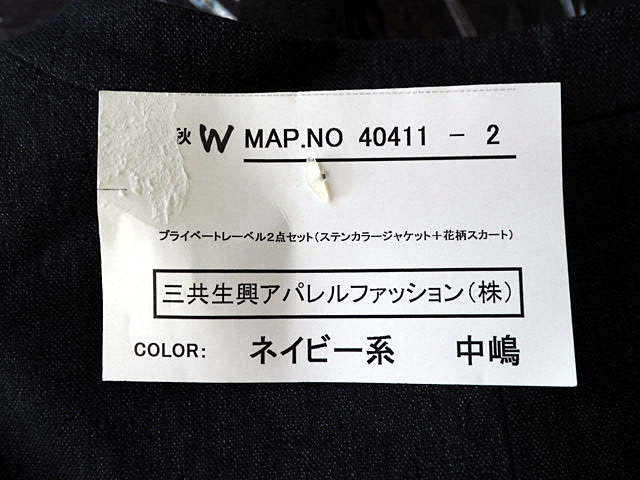 秋 W MAP.NO 40411 - 2
プライベートレーベル2点セット(ステンカラージャケット+花柄スカート)
三共生興アパレルファッション(株)
COLOR: ネイビー系 中嶋